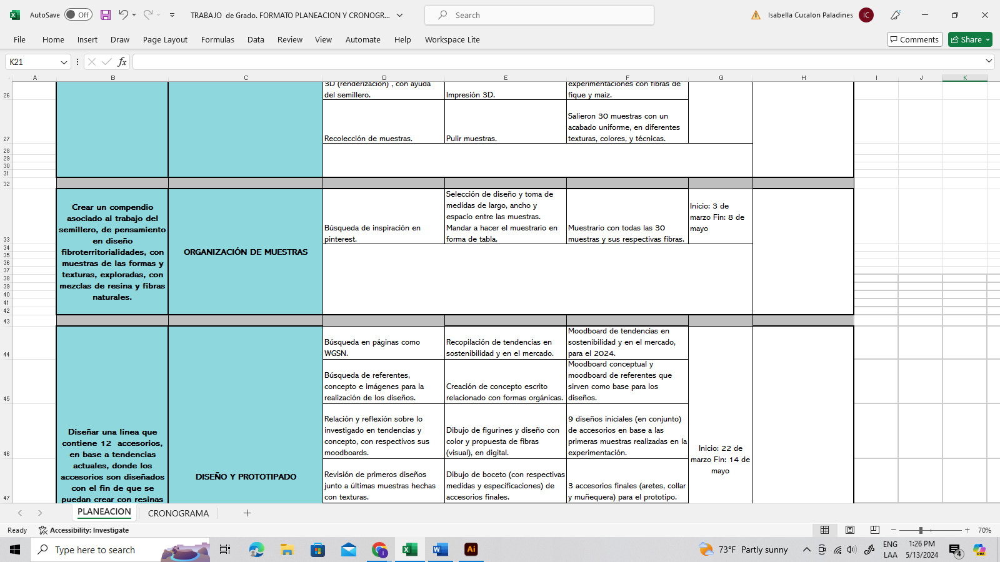 AutoSave Off TRABAJO de Grado. FORMATO PLANEACION Y CRONOGR... Search Isabella Cucalon Paladines IC
File Home Insert Draw Page Layout Formulas Data Review View Automate Help Workspace Lite Comments Share
K21 fx
A B C D E F G H I J K
3D (renderización) , con ayuda
del semillero.
Impresión 3D.
experimentaciones con fibras de
fique y maíz.
26
Recolección de muestras.
Pulir muestras.
Salieron 30 muestras con un
acabado uniforme, en diferentes
texturas, colores, y técnicas.
27
28
29
30
31
32
Crear un compendio
asociado al trabajo del
semillero, de pensamiento
en diseño
fibroterritorialidades, con
muestras de las formas y
texturas, exploradas, con
mezclas de resina y fibras
naturales.
ORGANIZACIÓN DE MUESTRAS
Búsqueda de inspiración en
pinterest.
Selección de diseño y toma de
medidas de largo, ancho y
espacio entre las muestras.
Mandar a hacer el muestrario en
forma de tabla.
Muestrario con todas las 30
muestras y sus respectivas fibras.
Inicio: 3 de
marzo Fin: 8 de
mayo
33
34
35
36
37
38
39
40
41
42
43
Diseñar una línea que
contiene 12 accesorios,
en base a tendencias
actuales, donde los
accesorios son diseñados
con el fin de que se
puedan crear con resinas
DISEÑO Y PROTOTIPADO
Búsqueda en páginas como
WGSN.
Recopilación de tendencias en
sostenibilidad y en el mercado.
Moodboard de tendencias en
sostenibilidad y en el mercado,
para el 2024.
44
Búsqueda de referentes,
concepto e imágenes para la
realización de los diseños.
Creación de concepto escrito
relacionado con formas orgánicas.
Moodboard conceptual y
moodboard de referentes que
sirven como base para los
diseños.
45
Relación y reflexión sobre lo
investigado en tendencias y
concepto, con respectivos sus
moodboards.
Dibujo de figurines y diseño con
color y propuesta de fibras
(visual), en digital.
9 diseños iniciales (en conjunto)
de accesorios en base a las
primeras muestras realizadas en la
experimentación.
46
Inicio: 22 de
marzo Fin: 14 de
mayo
Revisión de primeros diseños
junto a últimas muestras hechas
con texturas.
Dibujo de boceto (con respectivas
medidas y especificaciones) de
accesorios finales.
3 accesorios finales (aretes, collar
y muñequera) para el prototipo.
47
PLANEACION CRONOGRAMA
Ready Accessibility: Investigate 70%
Type here to search 73°F Partly sunny ENG LAA 1:26 PM 5/13/2024 4